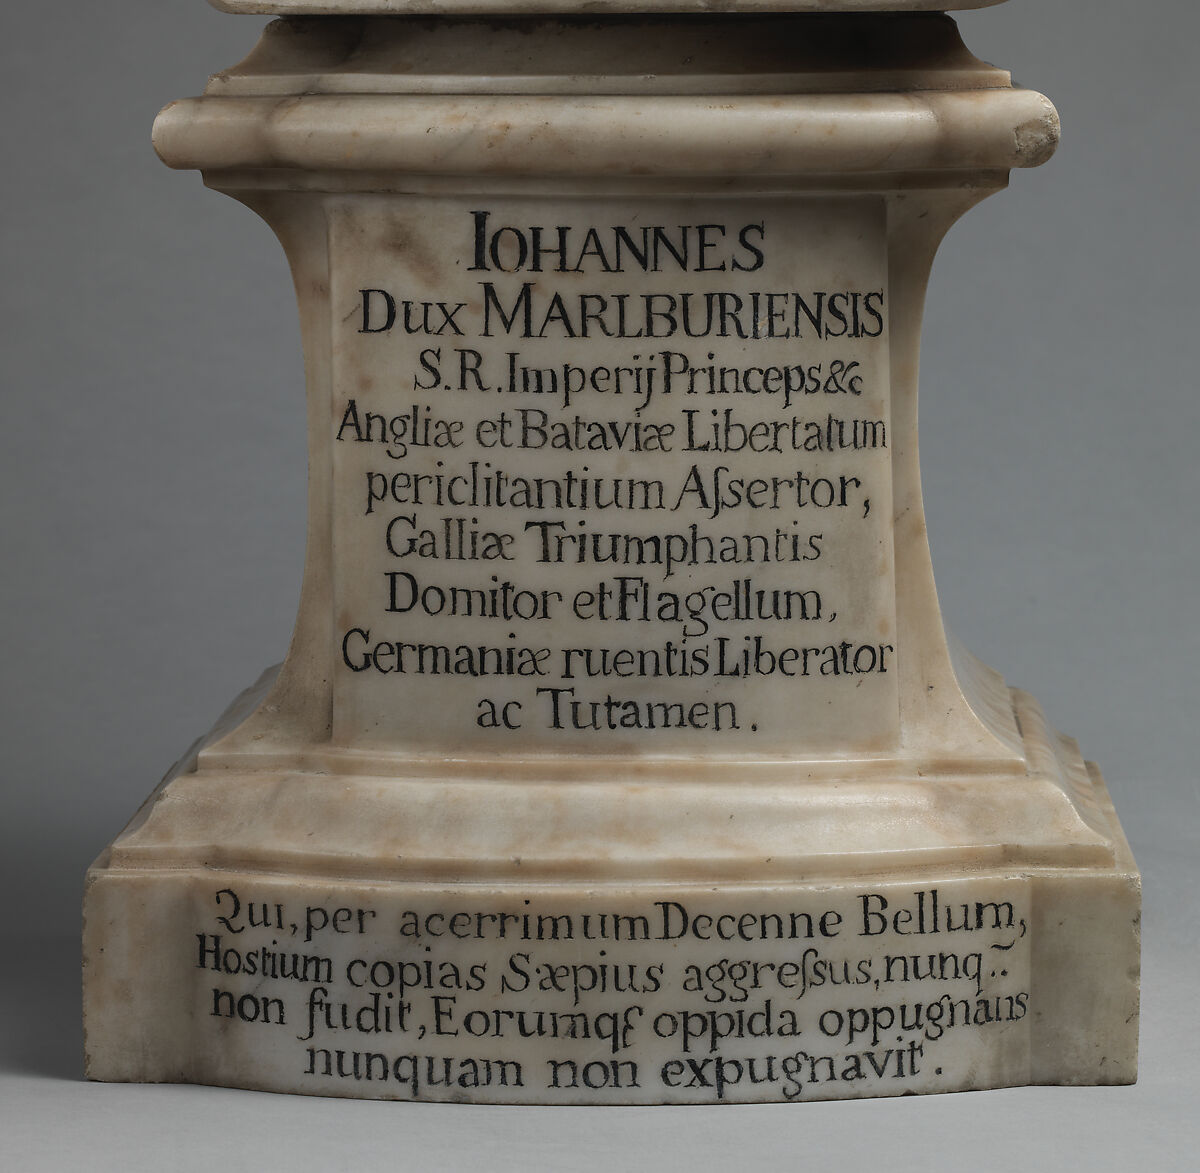 IOHANNES
Dux MARLBURIENSIS
S.R.Imperij Princeps &c
Angliæ et Bataviæ Libertatum
periclitantium Aſsertor,
Galliæ Triumphantis
Domitor et Flagellum,
Germaniæ ruentis Liberator
ac Tutamen.
Qui, per acerrimum Decenne Bellum,
Hostium copias Sæpius aggreſsus, nunq̃..
non fudit, Eorumqꝫ oppida oppugnans
nunquam non expugnavit.